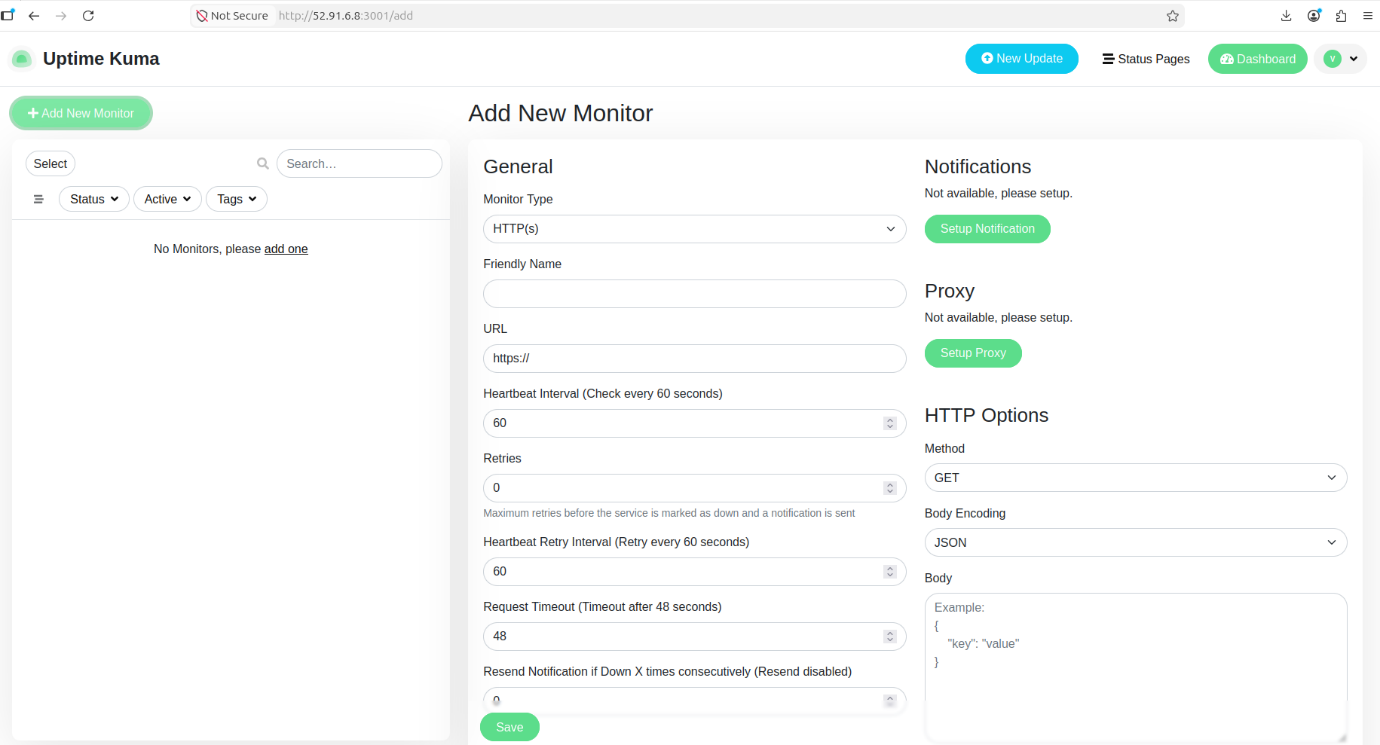 Not Secure http://52.91.6.8:3001/add
Uptime Kuma
New Update
Status Pages
Dashboard
V
+ Add New Monitor
Select
Search…
Status
Active
Tags
No Monitors, please add one
Add New Monitor
General
Monitor Type
HTTP(s)
Friendly Name
URL
https://
Heartbeat Interval (Check every 60 seconds)
60
Retries
0
Maximum retries before the service is marked as down and a notification is sent
Heartbeat Retry Interval (Retry every 60 seconds)
60
Request Timeout (Timeout after 48 seconds)
48
Resend Notification if Down X times consecutively (Resend disabled)
0
Save
Notifications
Not available, please setup.
Setup Notification
Proxy
Not available, please setup.
Setup Proxy
HTTP Options
Method
GET
Body Encoding
JSON
Body
Example:
{
"key": "value"
}